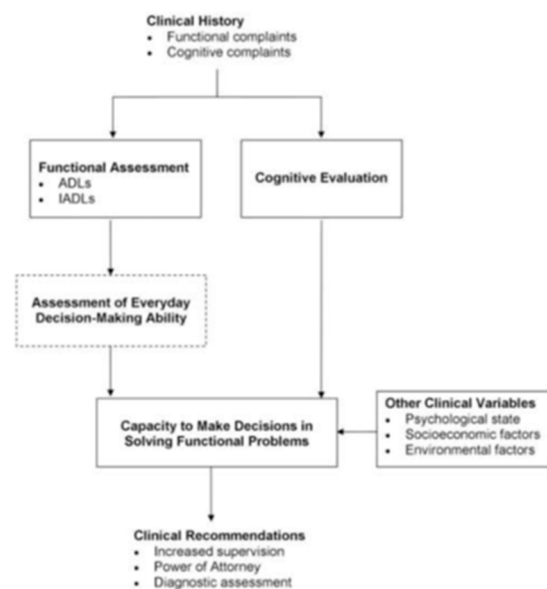 Clinical History
• Functional complaints
• Cognitive complaints
Functional Assessment
• ADLs
• IADLs
Cognitive Evaluation
Assessment of Everyday
Decision-Making Ability
Other Clinical Variables
• Psychological state
• Socioeconomic factors
• Environmental factors
Capacity to Make Decisions in
Solving Functional Problems
Clinical Recommendations
• Increased supervision
• Power of Attorney
• Diagnostic assessment